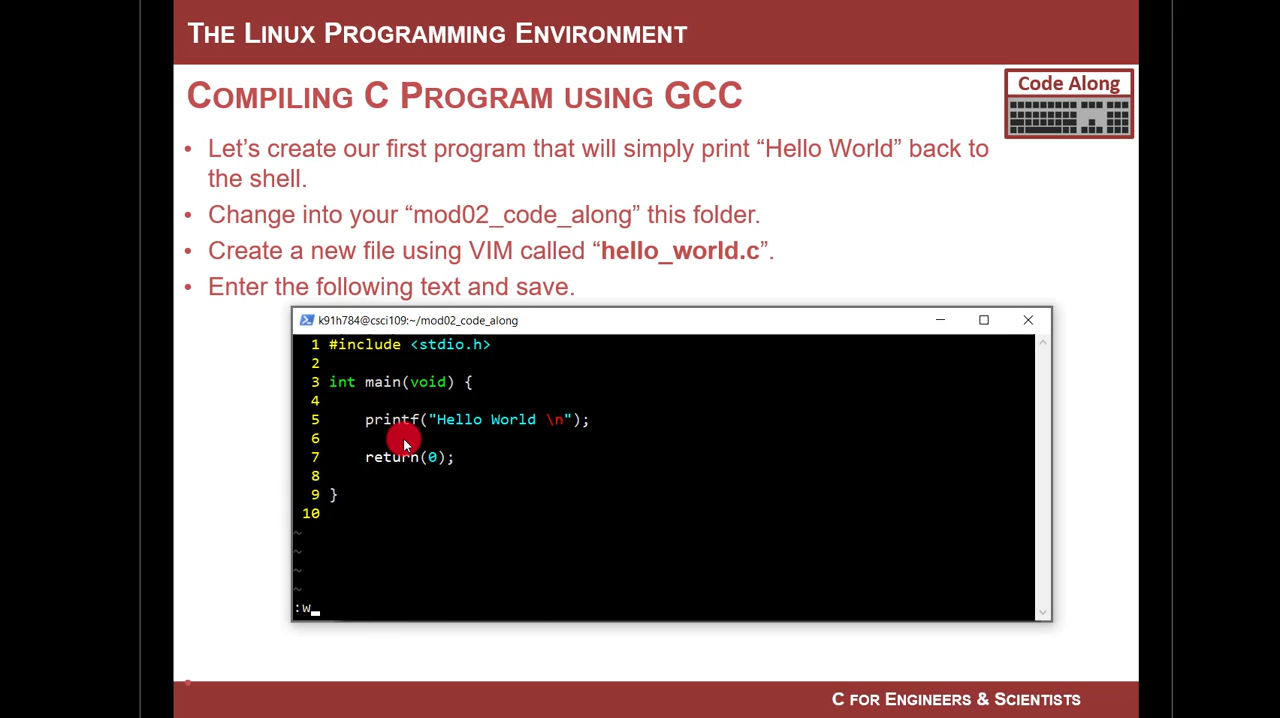 THE LINUX PROGRAMMING ENVIRONMENT
COMPILING C PROGRAM USING GCC
Code Along
• Let’s create our first program that will simply print “Hello World” back to
the shell.
• Change into your “mod02_code_along” this folder.
• Create a new file using VIM called “hello_world.c”.
• Enter the following text and save.
k91h784@csci109:~/mod02_code_along
1 #include <stdio.h>
2
3 int main(void) {
4
5     printf("Hello World \n");
6
7     return(0);
8
9 }
10
~
~
~
~
:w
C FOR ENGINEERS & SCIENTISTS